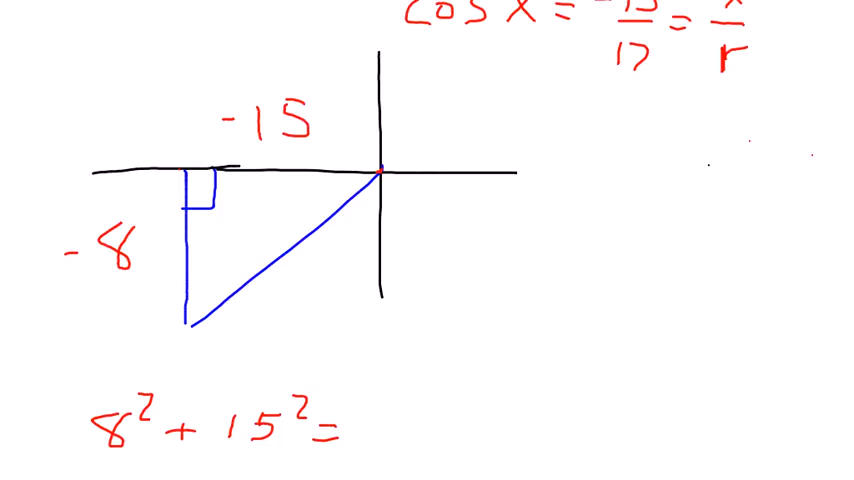 cos x = -15/17 = x/r
-15
-8
8² + 15² =